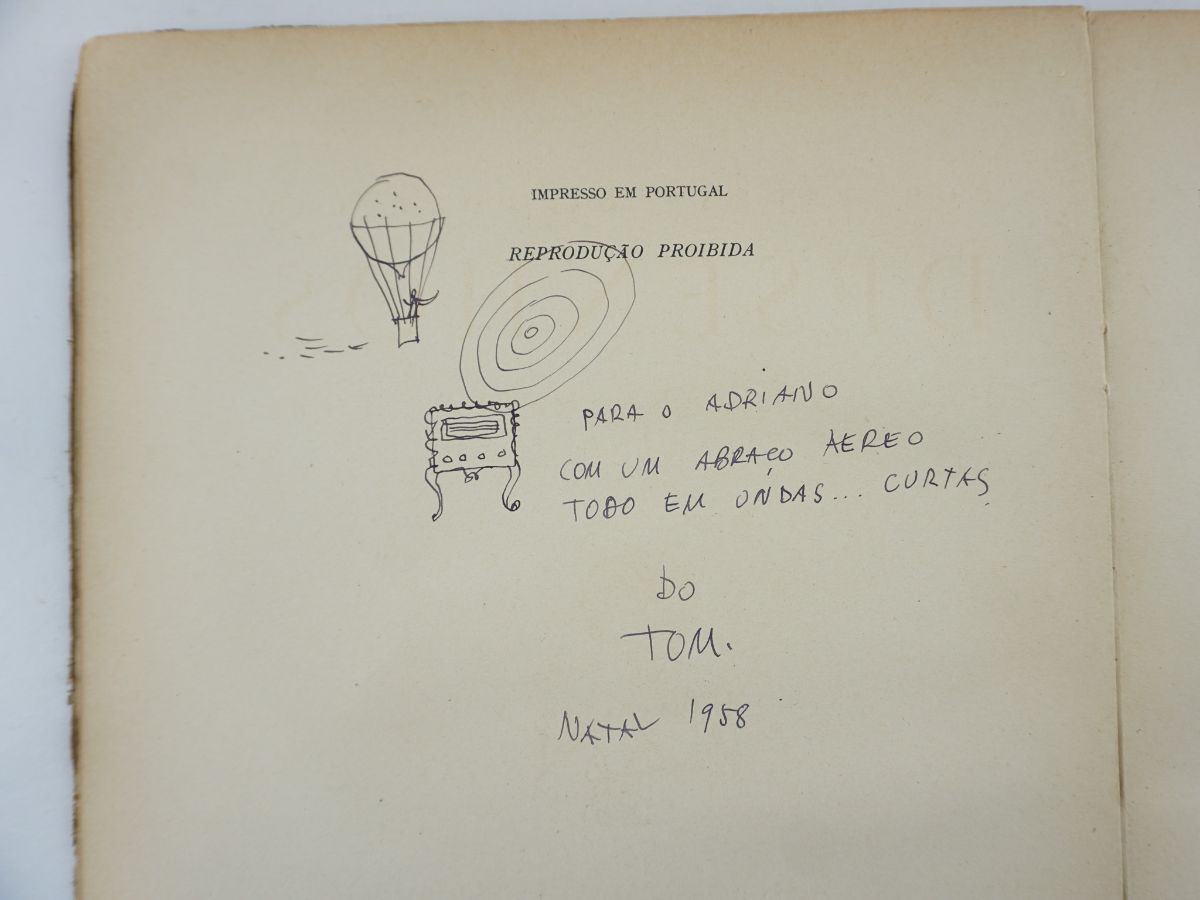 IMPRESSO EM PORTUGAL
REPRODUÇÃO PROIBIDA
PARA O ADRIANO
COM UM ABRAÇO AEREO
TODO EM ONDAS... CURTAS
DO
TOM.
NATAL 1958